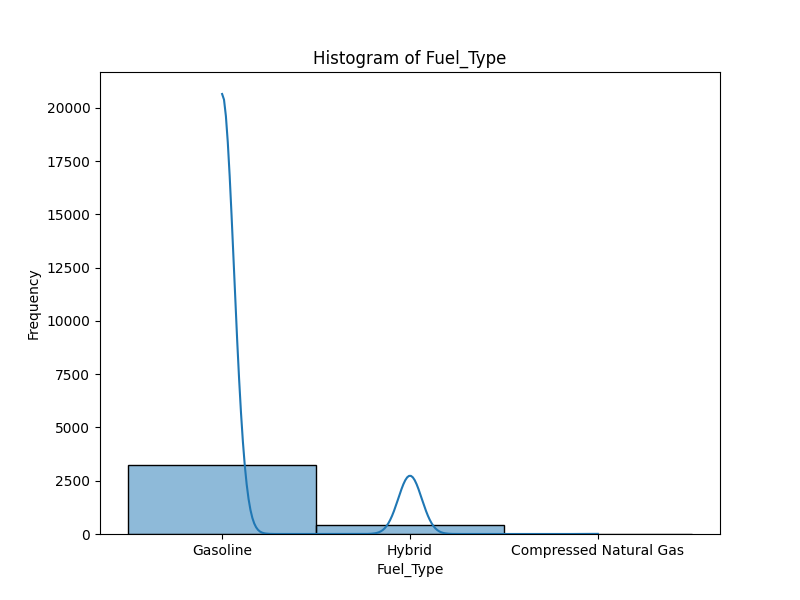 Histogram of Fuel_Type
20000
17500
15000
12500
10000
7500
5000
2500
0
Frequency
Gasoline
Hybrid
Compressed Natural Gas
Fuel_Type